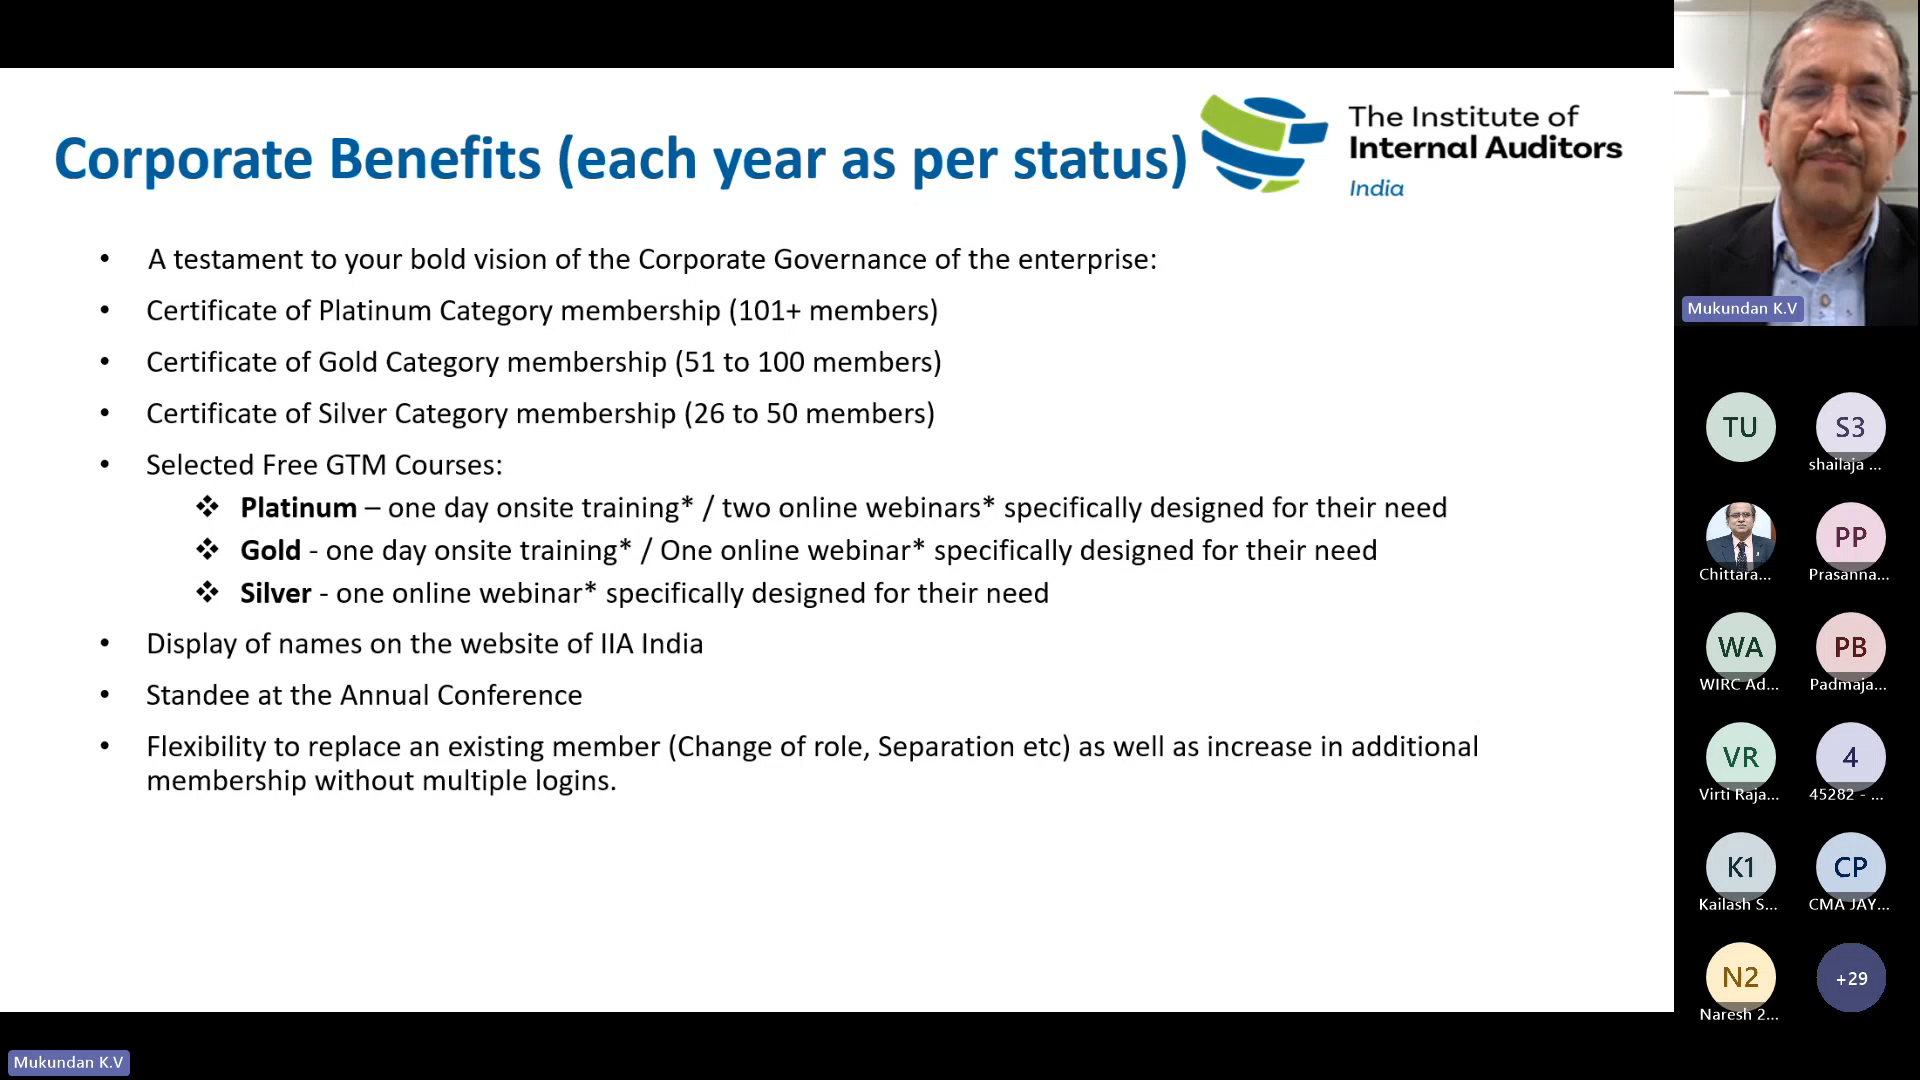 Corporate Benefits (each year as per status)
The Institute of
Internal Auditors
India
• A testament to your bold vision of the Corporate Governance of the enterprise:
• Certificate of Platinum Category membership (101+ members)
• Certificate of Gold Category membership (51 to 100 members)
• Certificate of Silver Category membership (26 to 50 members)
• Selected Free GTM Courses:
❖ Platinum – one day onsite training* / two online webinars* specifically designed for their need
❖ Gold - one day onsite training* / One online webinar* specifically designed for their need
❖ Silver - one online webinar* specifically designed for their need
• Display of names on the website of IIA India
• Standee at the Annual Conference
• Flexibility to replace an existing member (Change of role, Separation etc) as well as increase in additional
membership without multiple logins.
Mukundan K.V
TU
S3
shailaja ...
Chittara...
PP
Prasanna...
WA
WIRC Ad...
PB
Padmaja...
VR
Virti Raja...
4
45282 - ...
K1
Kailash S...
CP
CMA JAY...
N2
Naresh 2...
+29
Mukundan K.V